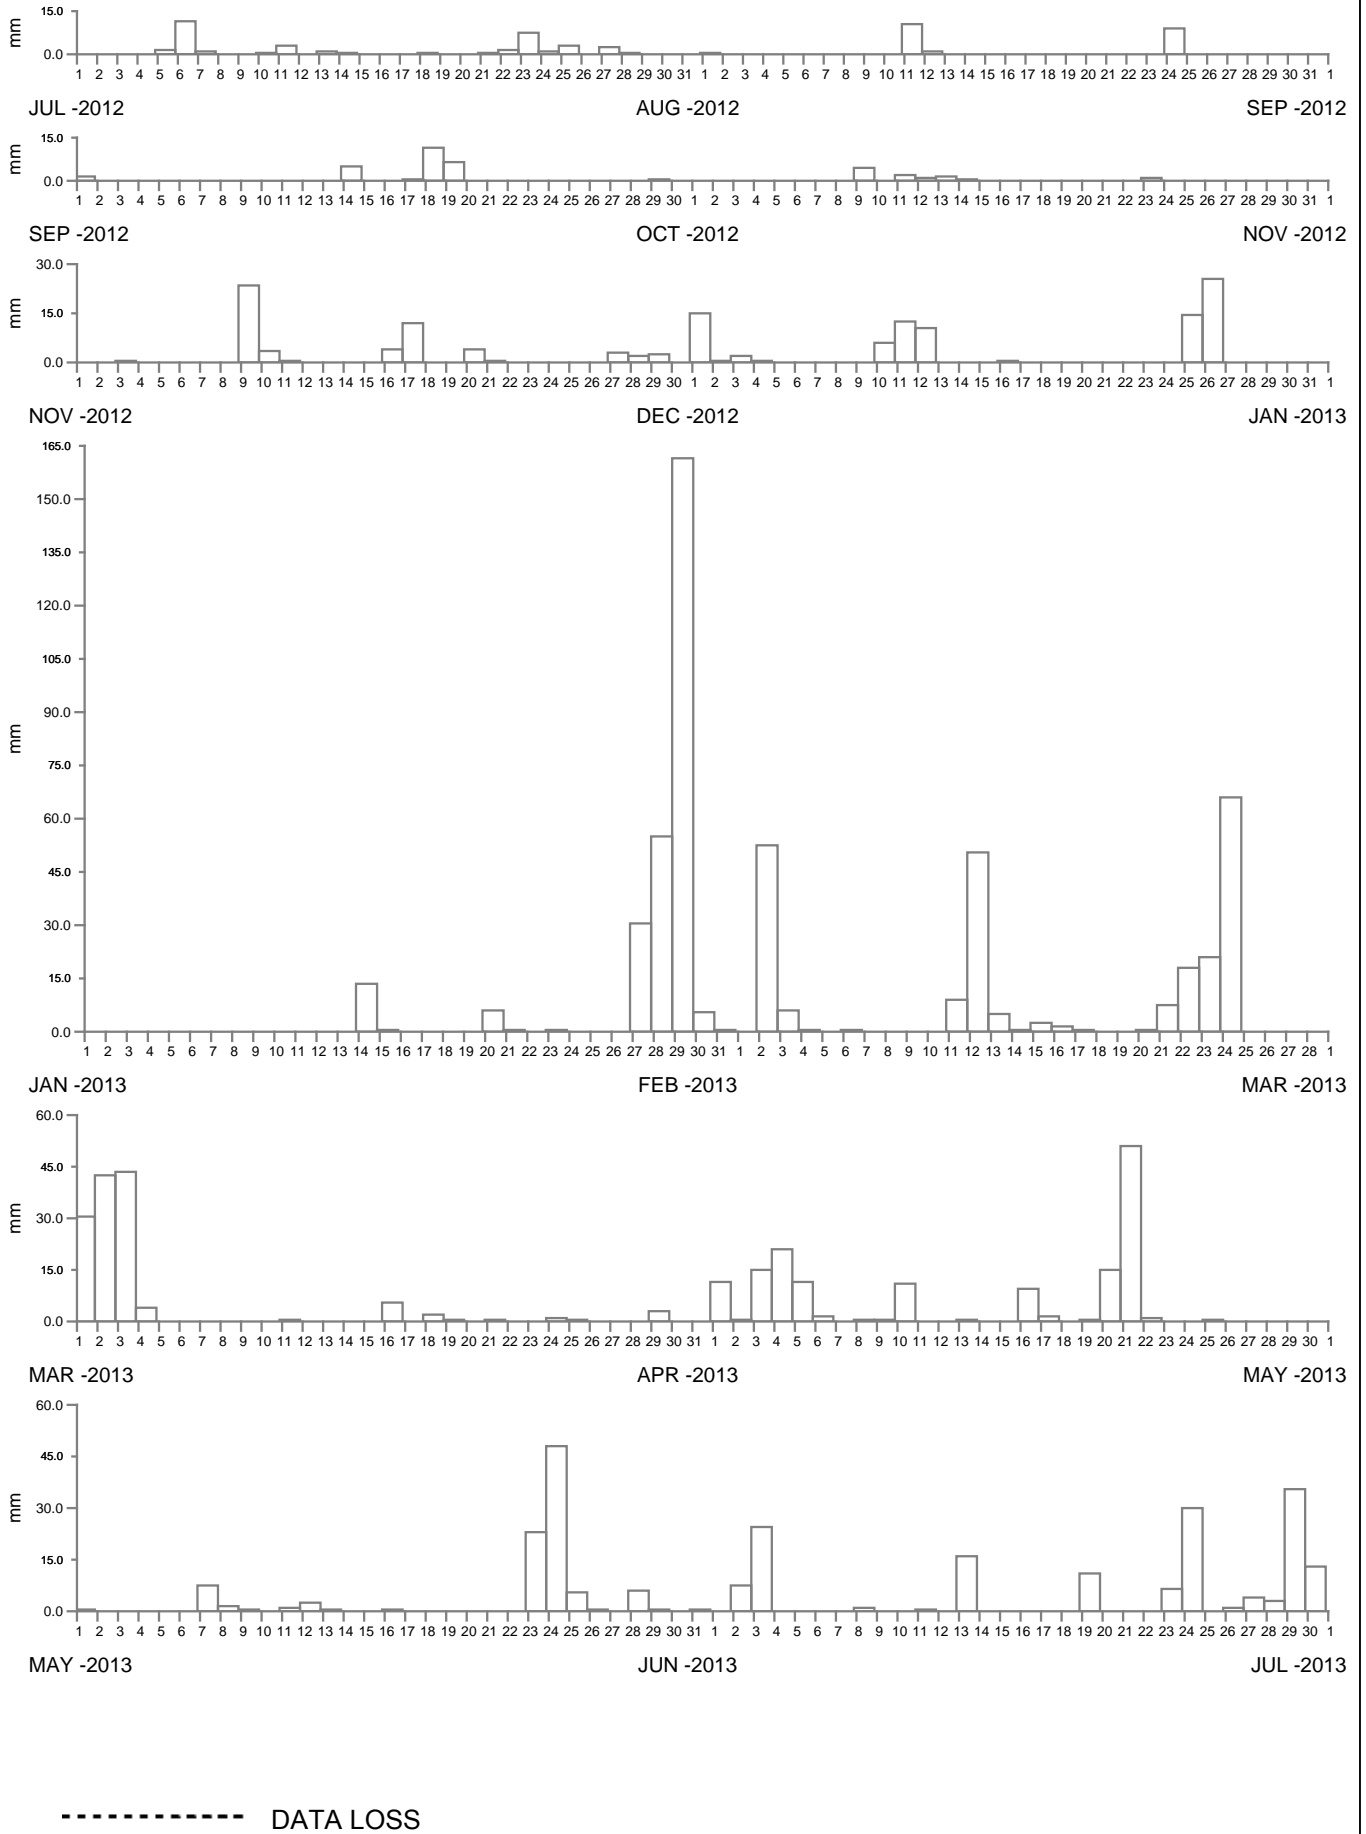 15.0
mm
0.0
1 2 3 4 5 6 7 8 9 10 11 12 13 14 15 16 17 18 19 20 21 22 23 24 25 26 27 28 29 30 31 1 2 3 4 5 6 7 8 9 10 11 12 13 14 15 16 17 18 19 20 21 22 23 24 25 26 27 28 29 30 31 1
JUL -2012 AUG -2012 SEP -2012
15.0
mm
0.0
1 2 3 4 5 6 7 8 9 10 11 12 13 14 15 16 17 18 19 20 21 22 23 24 25 26 27 28 29 30 1 2 3 4 5 6 7 8 9 10 11 12 13 14 15 16 17 18 19 20 21 22 23 24 25 26 27 28 29 30 31 1
SEP -2012 OCT -2012 NOV -2012
30.0
mm
15.0
0.0
1 2 3 4 5 6 7 8 9 10 11 12 13 14 15 16 17 18 19 20 21 22 23 24 25 26 27 28 29 30 1 2 3 4 5 6 7 8 9 10 11 12 13 14 15 16 17 18 19 20 21 22 23 24 25 26 27 28 29 30 31 1
NOV -2012 DEC -2012 JAN -2013
165.0
150.0
135.0
120.0
105.0
90.0
mm
75.0
60.0
45.0
30.0
15.0
0.0
1 2 3 4 5 6 7 8 9 10 11 12 13 14 15 16 17 18 19 20 21 22 23 24 25 26 27 28 29 30 31 1 2 3 4 5 6 7 8 9 10 11 12 13 14 15 16 17 18 19 20 21 22 23 24 25 26 27 28 1
JAN -2013 FEB -2013 MAR -2013
60.0
45.0
mm
30.0
15.0
0.0
1 2 3 4 5 6 7 8 9 10 11 12 13 14 15 16 17 18 19 20 21 22 23 24 25 26 27 28 29 30 31 1 2 3 4 5 6 7 8 9 10 11 12 13 14 15 16 17 18 19 20 21 22 23 24 25 26 27 28 29 30 1
MAR -2013 APR -2013 MAY -2013
60.0
45.0
mm
30.0
15.0
0.0
1 2 3 4 5 6 7 8 9 10 11 12 13 14 15 16 17 18 19 20 21 22 23 24 25 26 27 28 29 30 31 1 2 3 4 5 6 7 8 9 10 11 12 13 14 15 16 17 18 19 20 21 22 23 24 25 26 27 28 29 30 1
MAY -2013 JUN -2013 JUL -2013
DATA LOSS